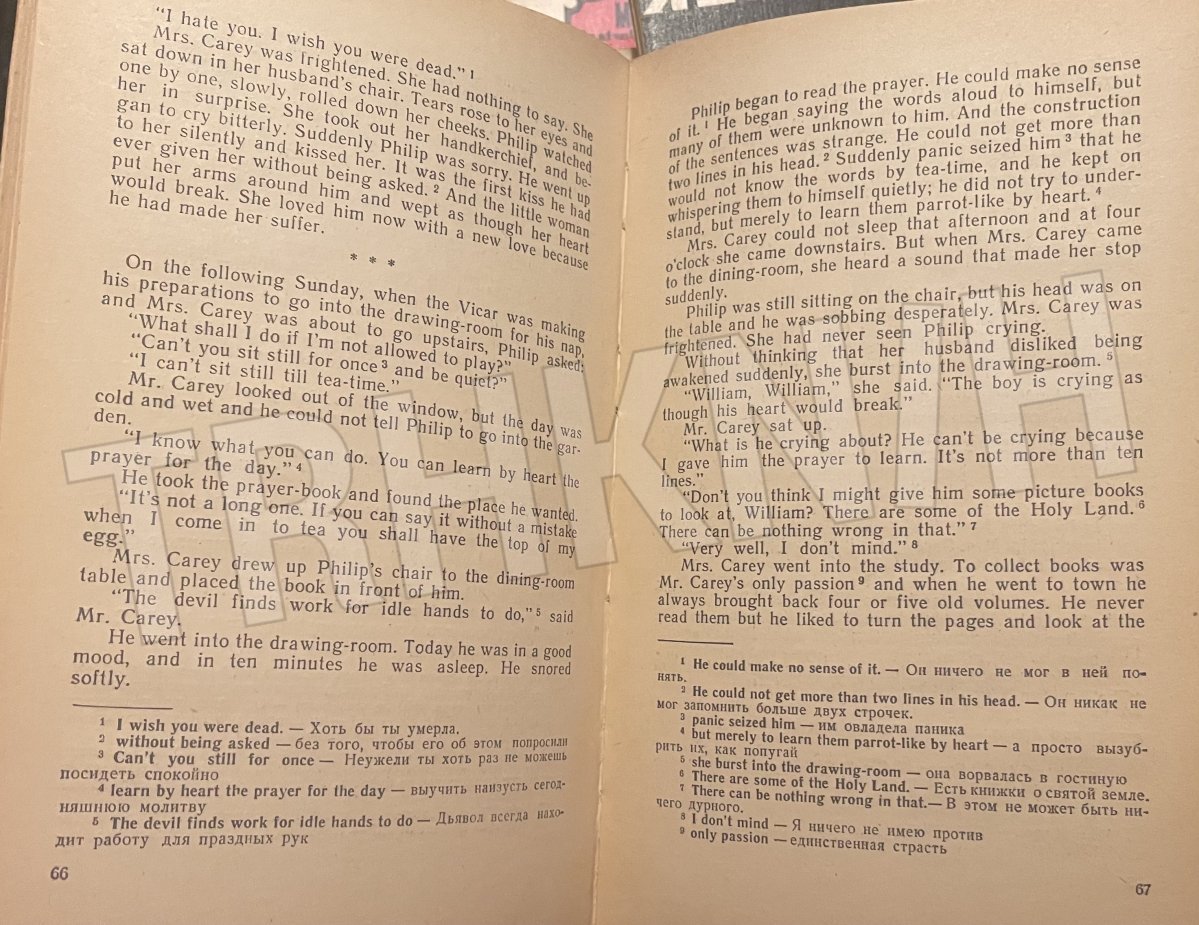 "I hate you. I wish you were dead." 1
Mrs. Carey was frightened. She had nothing to say. She
sat down in her husband's chair. Tears rose to her eyes and
one by one, slowly, rolled down her cheeks. Philip watched
her in surprise. She took out her handkerchief, and be-
gan to cry bitterly. Suddenly Philip was sorry. He went up
to her silently and kissed her. It was the first kiss he had
ever given her without being asked. 2 And the little woman
put her arms around him and wept as though her heart
would break. She loved him now with a new love because
he had made her suffer.
* * *
On the following Sunday, when the Vicar was making
his preparations to go into the drawing-room for his nap,
and Mrs. Carey was about to go upstairs, Philip asked:
"What shall I do if I'm not allowed to play?"
"Can't you sit still for once 3 and be quiet?"
"I can't sit still till tea-time."
Mr. Carey looked out of the window, but the day was
cold and wet and he could not tell Philip to go into the gar-
den.
"I know what you can do. You can learn by heart the
prayer for the day." 4
He took the prayer-book and found the place he wanted.
"It's not a long one. If you can say it without a mistake
when I come in to tea you shall have the top of my
egg."
Mrs. Carey drew up Philip's chair to the dining-room
table and placed the book in front of him.
"The devil finds work for idle hands to do," 5 said
Mr. Carey.
He went into the drawing-room. Today he was in a good
mood, and in ten minutes he was asleep. He snored
softly.
1 I wish you were dead. — Хоть бы ты умерла.
2 without being asked — без того, чтобы его об этом попросили
3 Can't you still for once — Неужели ты хоть раз не можешь
посидеть спокойно
4 learn by heart the prayer for the day — выучить наизусть сегод-
няшнюю молитву
5 The devil finds work for idle hands to do — Дьявол всегда нахо-
дит работу для праздных рук
66
Philip began to read the prayer. He could make no sense
of it. 1 He began saying the words aloud to himself, but
many of them were unknown to him. And the construction
of the sentences was strange. He could not get more than
two lines in his head. 2 Suddenly panic seized him 3 that he
would not know the words by tea-time, and he kept on
whispering them to himself quietly; he did not try to under-
stand, but merely to learn them parrot-like by heart. 4
Mrs. Carey could not sleep that afternoon and at four
o'clock she came downstairs. But when Mrs. Carey came
to the dining-room, she heard a sound that made her stop
suddenly.
Philip was still sitting on the chair, but his head was on
the table and he was sobbing desperately. Mrs. Carey was
frightened. She had never seen Philip crying.
Without thinking that her husband disliked being
awakened suddenly, she burst into the drawing-room. 5
"William, William," she said. "The boy is crying as
though his heart would break."
Mr. Carey sat up.
"What is he crying about? He can't be crying because
I gave him the prayer to learn. It's not more than ten
lines."
"Don't you think I might give him some picture books
to look at, William? There are some of the Holy Land. 6
There can be nothing wrong in that." 7
"Very well, I don't mind." 8
Mrs. Carey went into the study. To collect books was
Mr. Carey's only passion 9 and when he went to town he
always brought back four or five old volumes. He never
read them but he liked to turn the pages and look at the
1 He could make no sense of it. — Он ничего не мог в ней по-
нять.
2 He could not get more than two lines in his head. — Он никак не
мог запомнить больше двух строчек.
3 panic seized him — им овладела паника
4 but merely to learn them parrot-like by heart — а просто вызуб-
рить их, как попугай
5 she burst into the drawing-room — она ворвалась в гостиную
6 There are some of the Holy Land. — Есть книжки о святой земле.
7 There can be nothing wrong in that. — В этом не может быть ни-
чего дурного.
8 I don't mind — Я ничего не имею против
9 only passion — единственная страсть
67